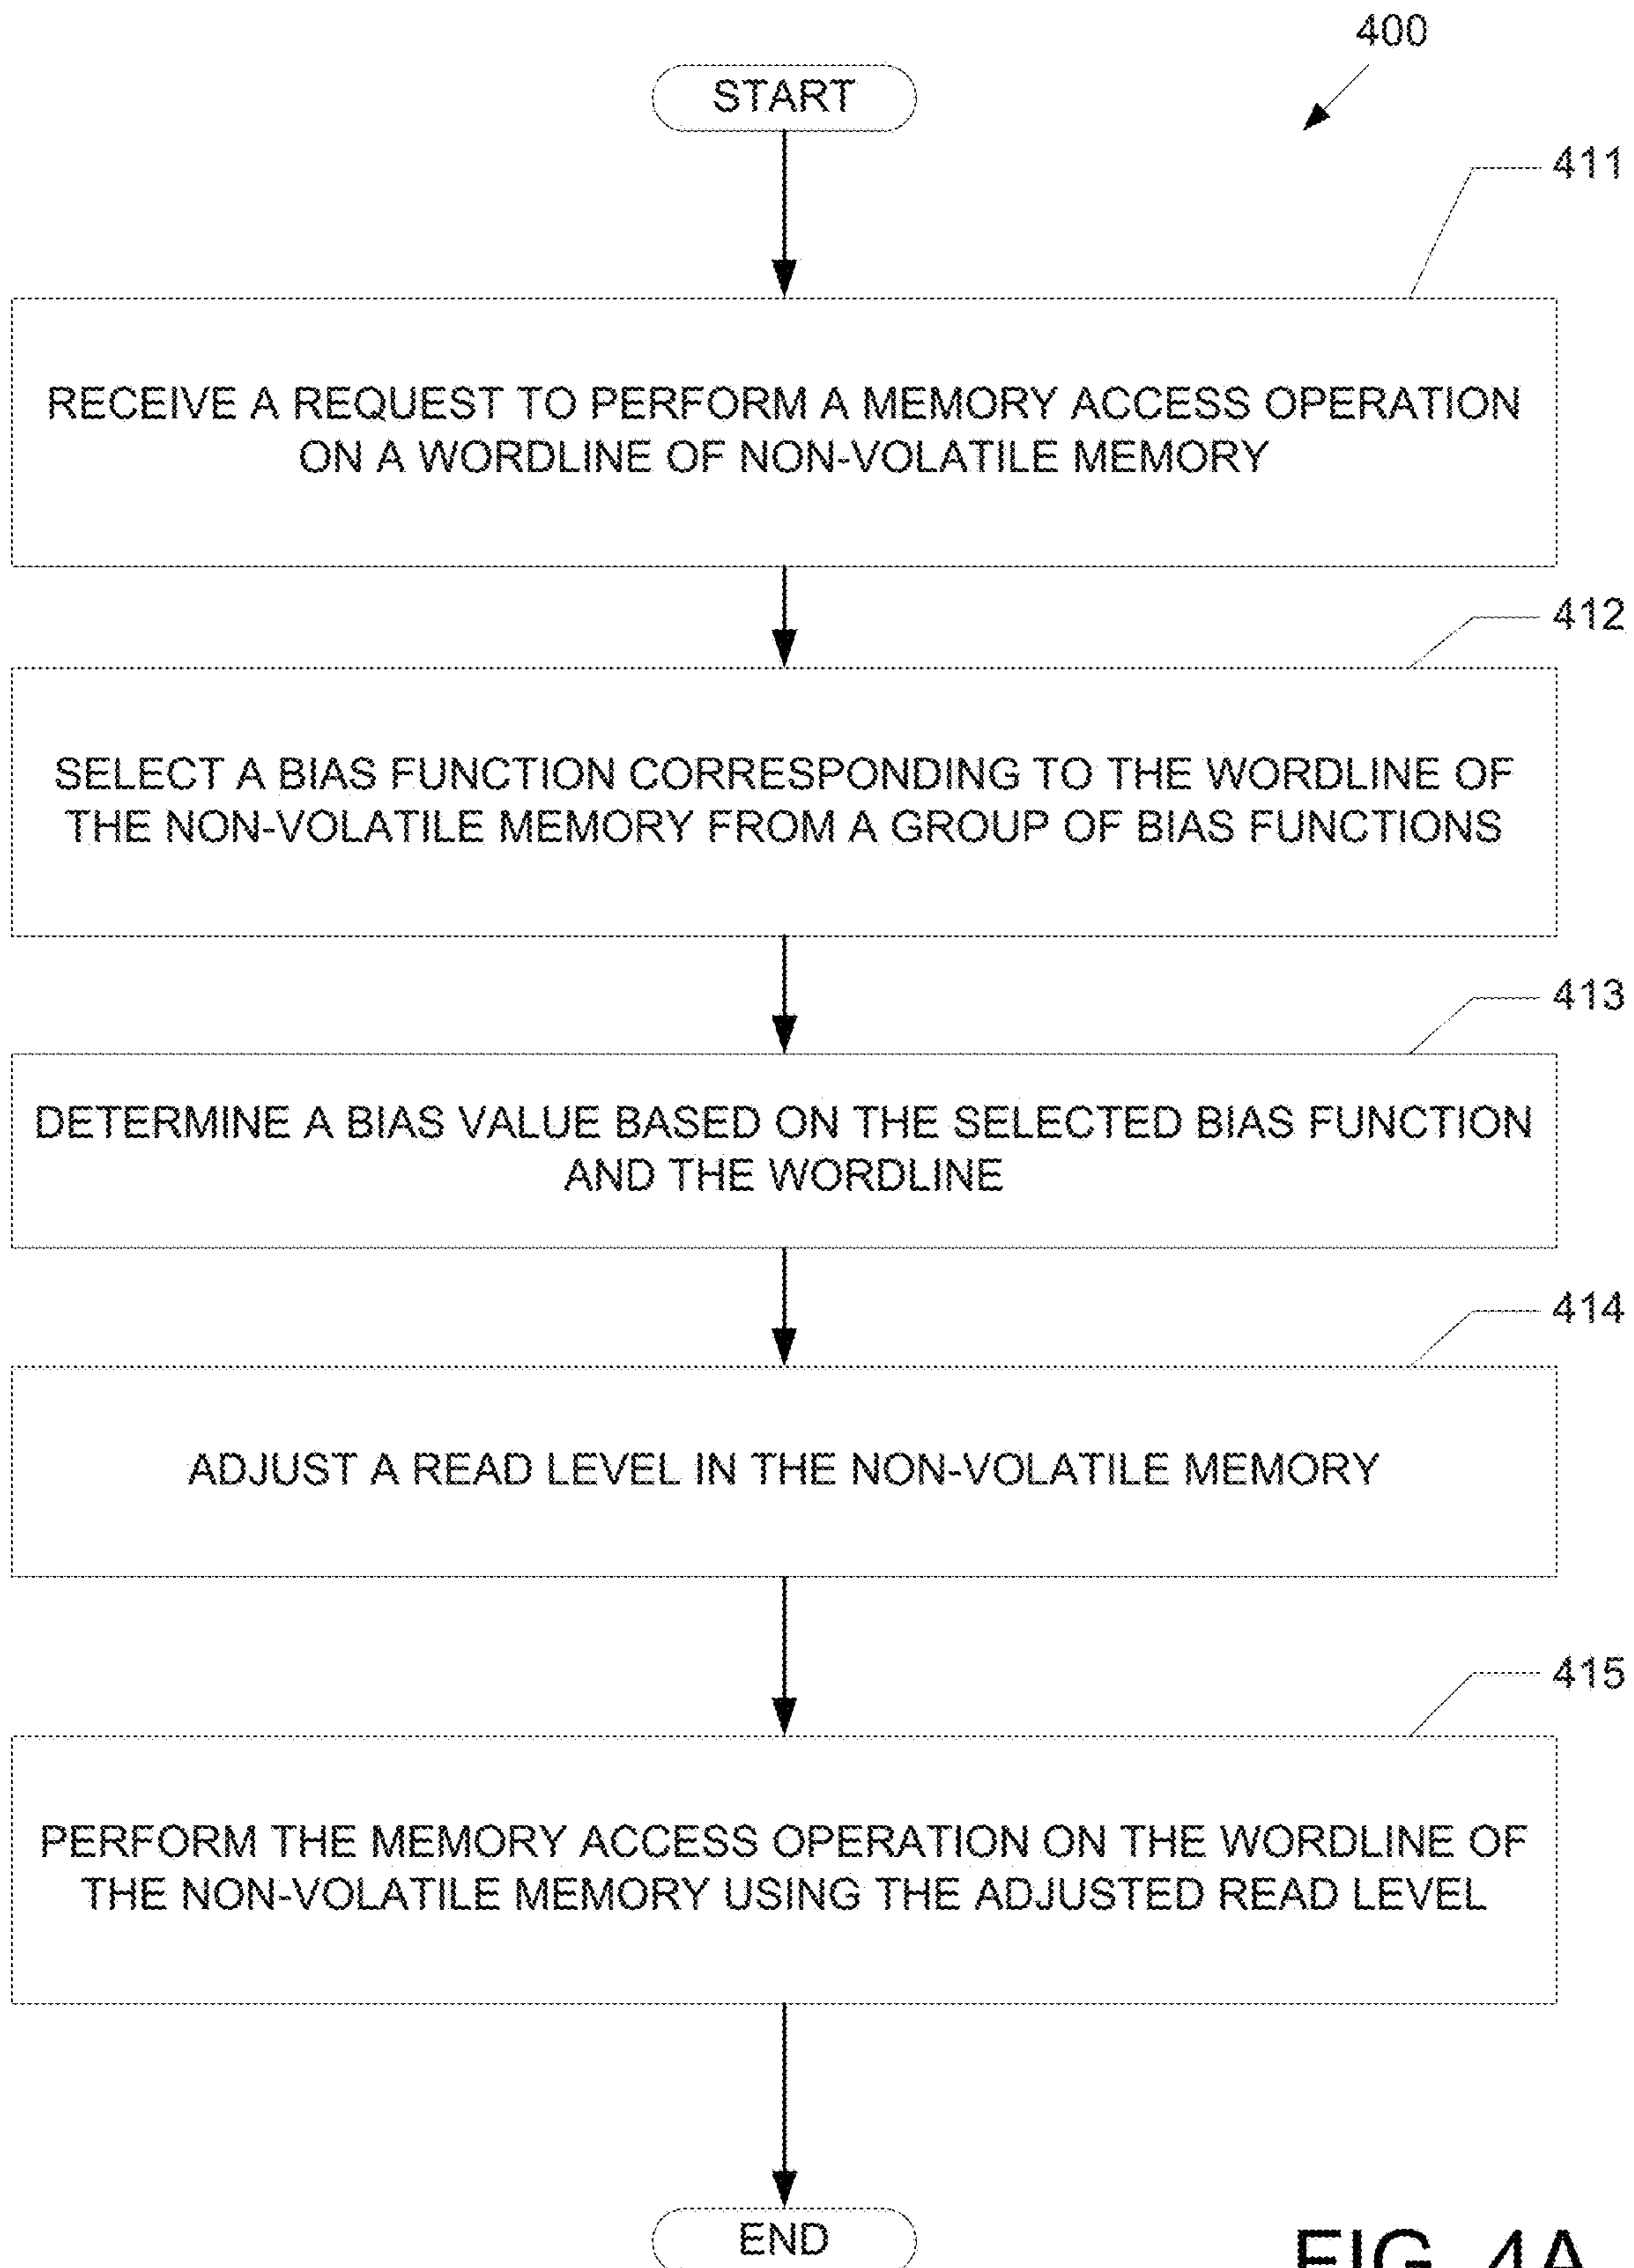 400
START
411
RECEIVE A REQUEST TO PERFORM A MEMORY ACCESS OPERATION
ON A WORDLINE OF NON-VOLATILE MEMORY
412
SELECT A BIAS FUNCTION CORRESPONDING TO THE WORDLINE OF
THE NON-VOLATILE MEMORY FROM A GROUP OF BIAS FUNCTIONS
413
DETERMINE A BIAS VALUE BASED ON THE SELECTED BIAS FUNCTION
AND THE WORDLINE
414
ADJUST A READ LEVEL IN THE NON-VOLATILE MEMORY
415
PERFORM THE MEMORY ACCESS OPERATION ON THE WORDLINE OF
THE NON-VOLATILE MEMORY USING THE ADJUSTED READ LEVEL
END
FIG. 4A